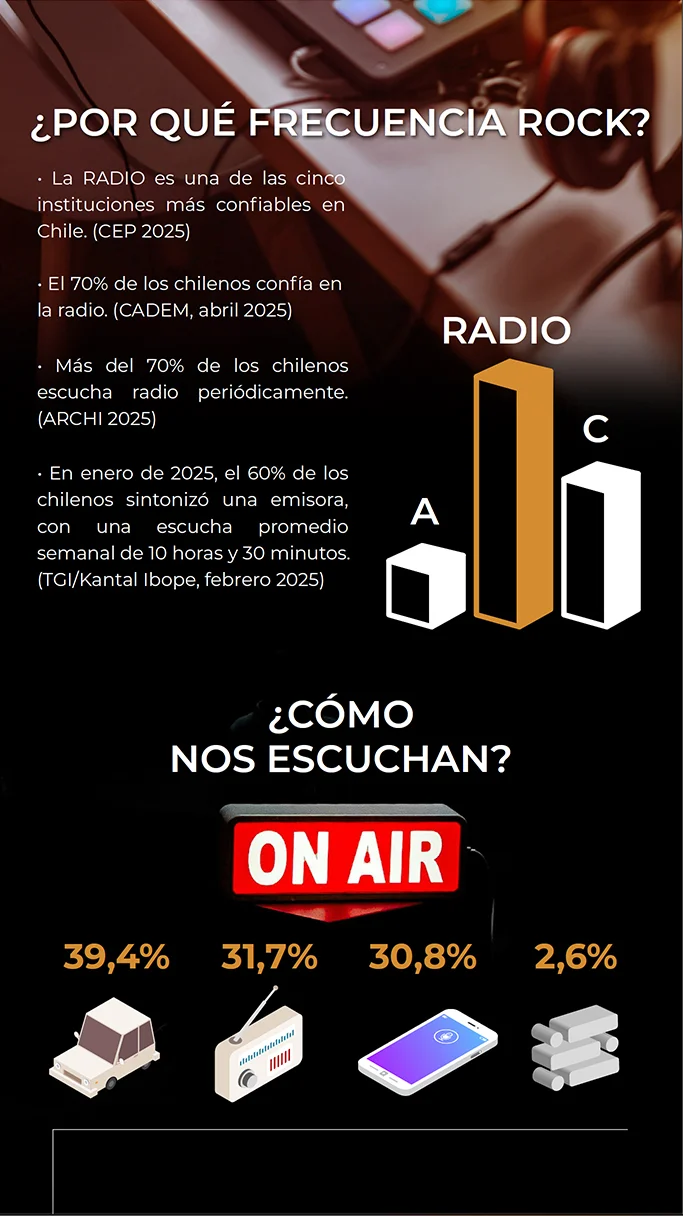 ¿POR QUÉ FRECUENCIA ROCK?
· La RADIO es una de las cinco
instituciones más confiables en
Chile. (CEP 2025)
· El 70% de los chilenos confía en
la radio. (CADEM, abril 2025)
· Más del 70% de los chilenos
escucha radio periódicamente.
(ARCHI 2025)
· En enero de 2025, el 60% de los
chilenos sintonizó una emisora,
con una escucha promedio
semanal de 10 horas y 30 minutos.
(TGI/Kantal Ibope, febrero 2025)
RADIO
C
A
¿CÓMO
NOS ESCUCHAN?
ON AIR
39,4% 31,7% 30,8% 2,6%